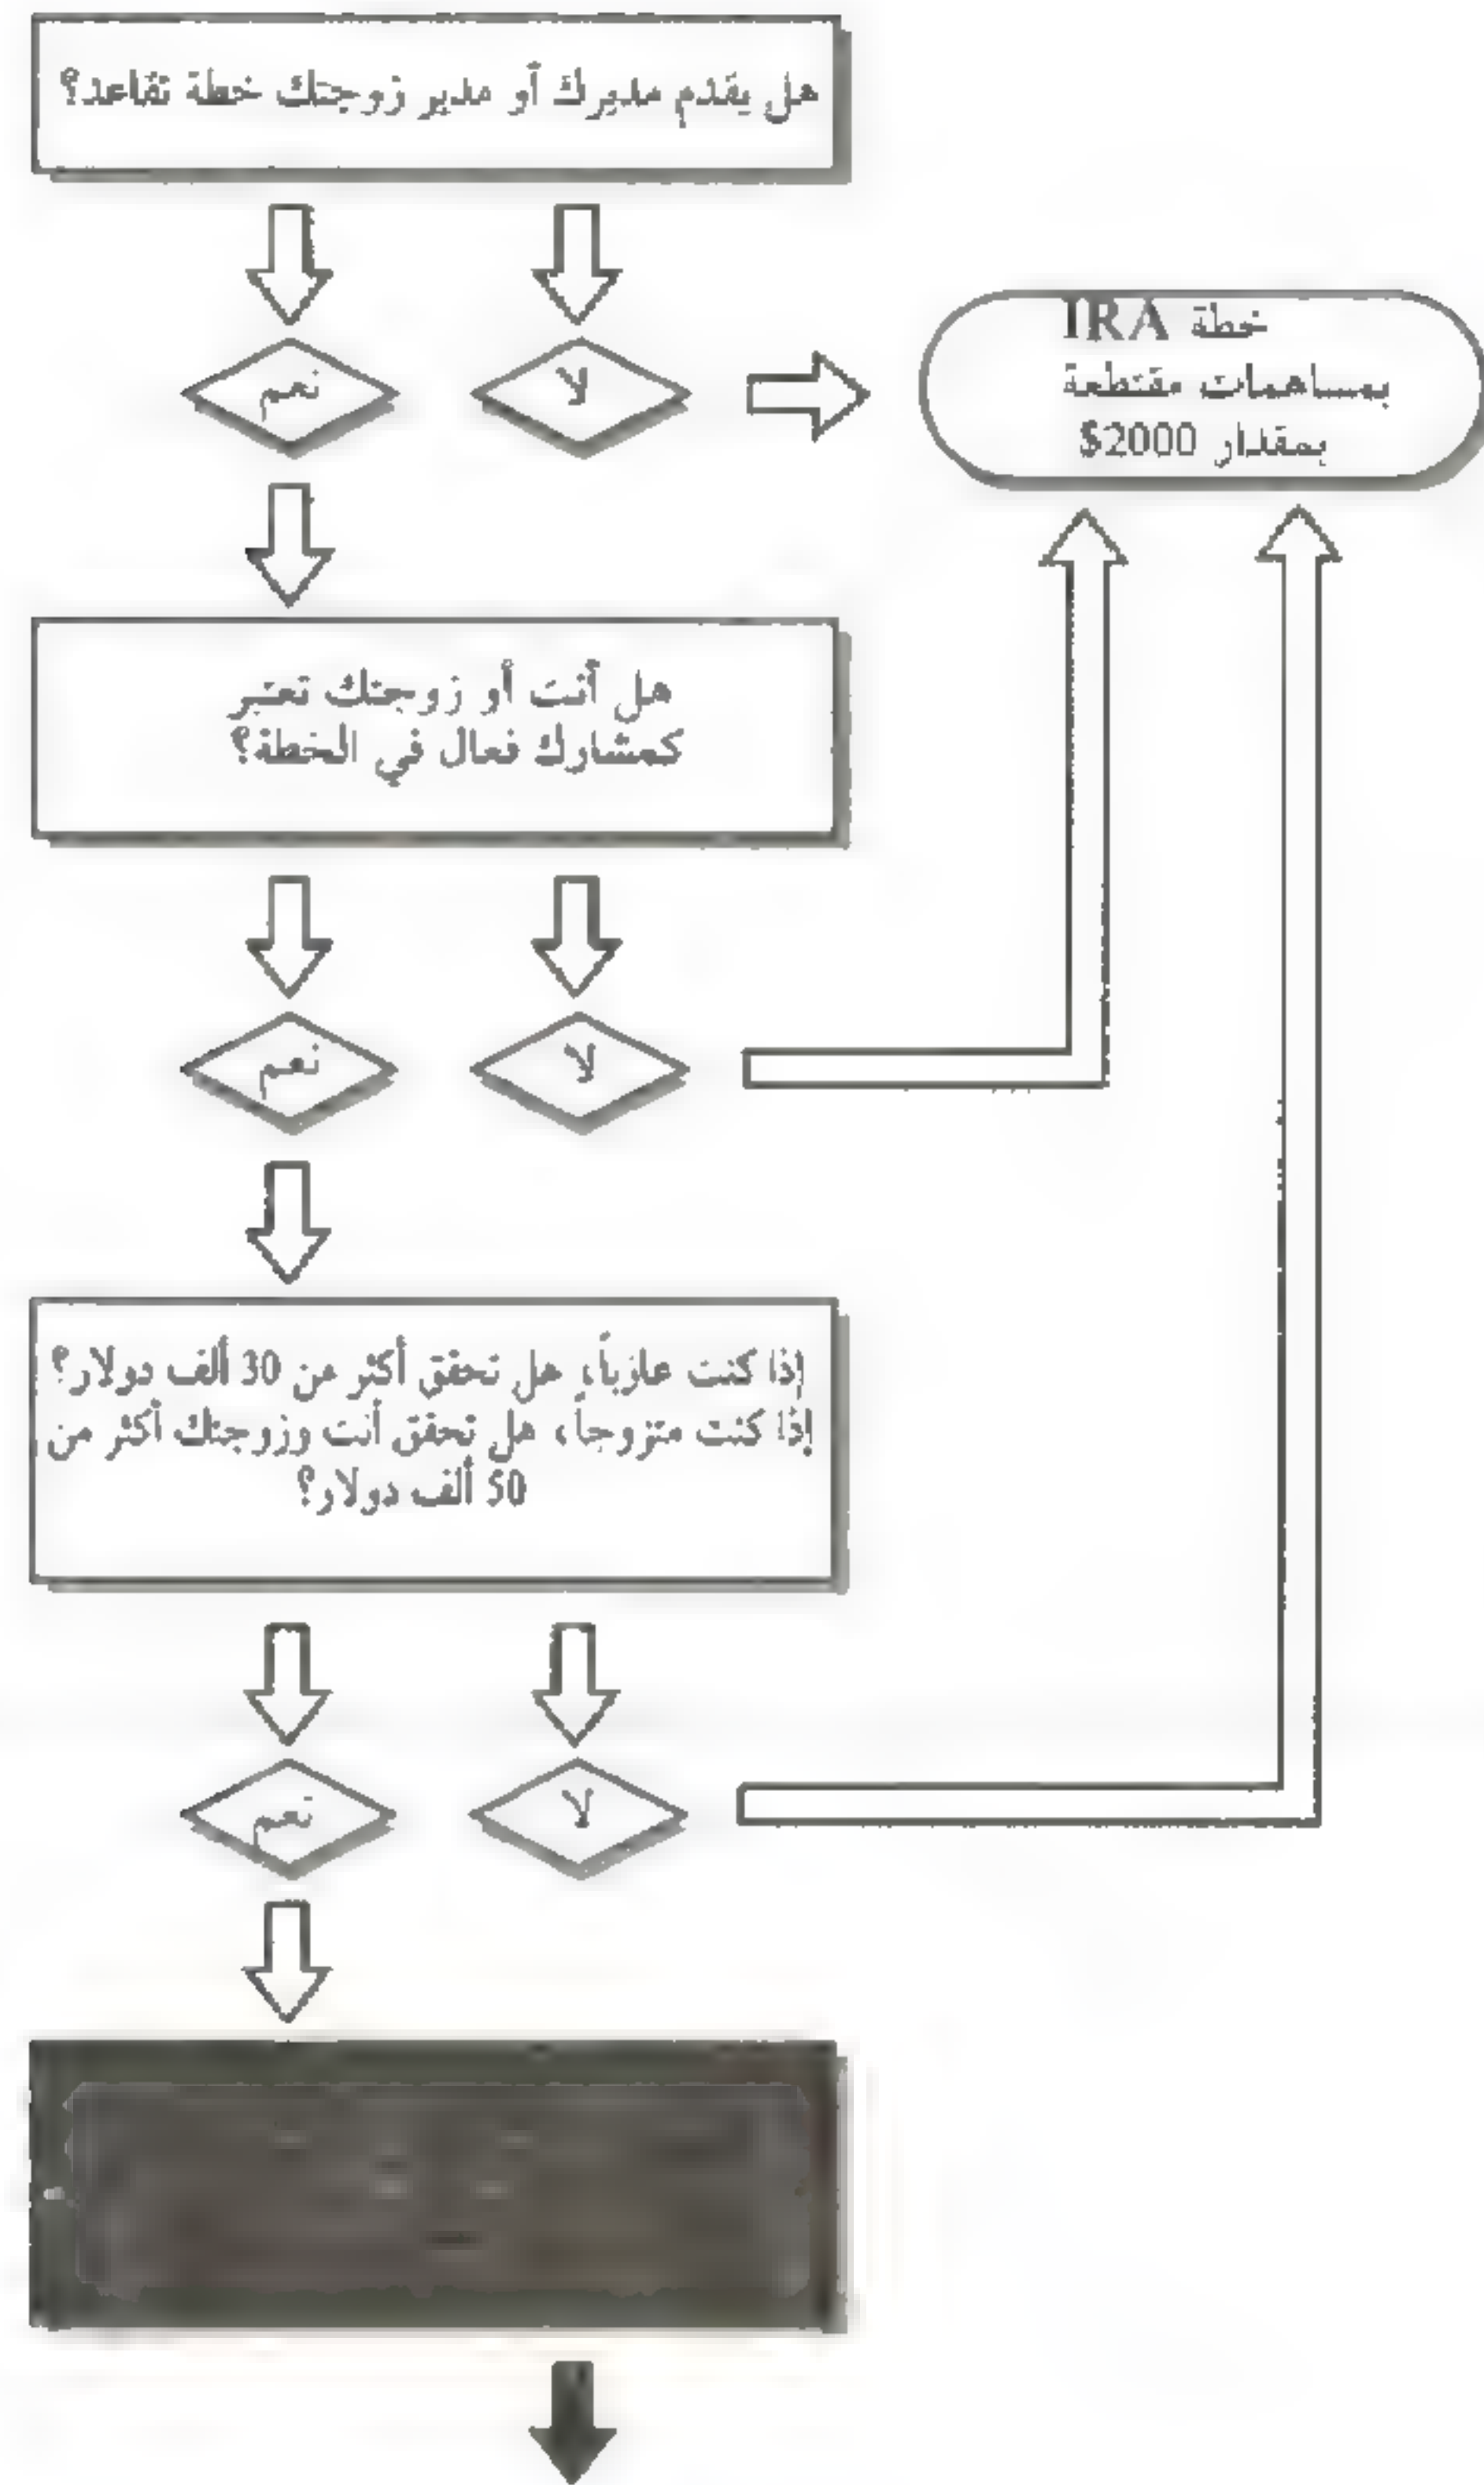 هل يقدم مديرك أو مدير زوجتك خطة تقاعد؟
نعم
لا
خطة IRA
بمساهمات مقتطعة
بمقدار 2000$
هل أنت أو زوجتك تعتبر
كمشارك فعال في الخطة؟
نعم
لا
إذا كنت عازباً، هل تحقق أكثر من 30 ألف دولار؟
إذا كنت متزوجاً، هل تحقق أنت وزوجتك أكثر من
50 ألف دولار؟
نعم
لا